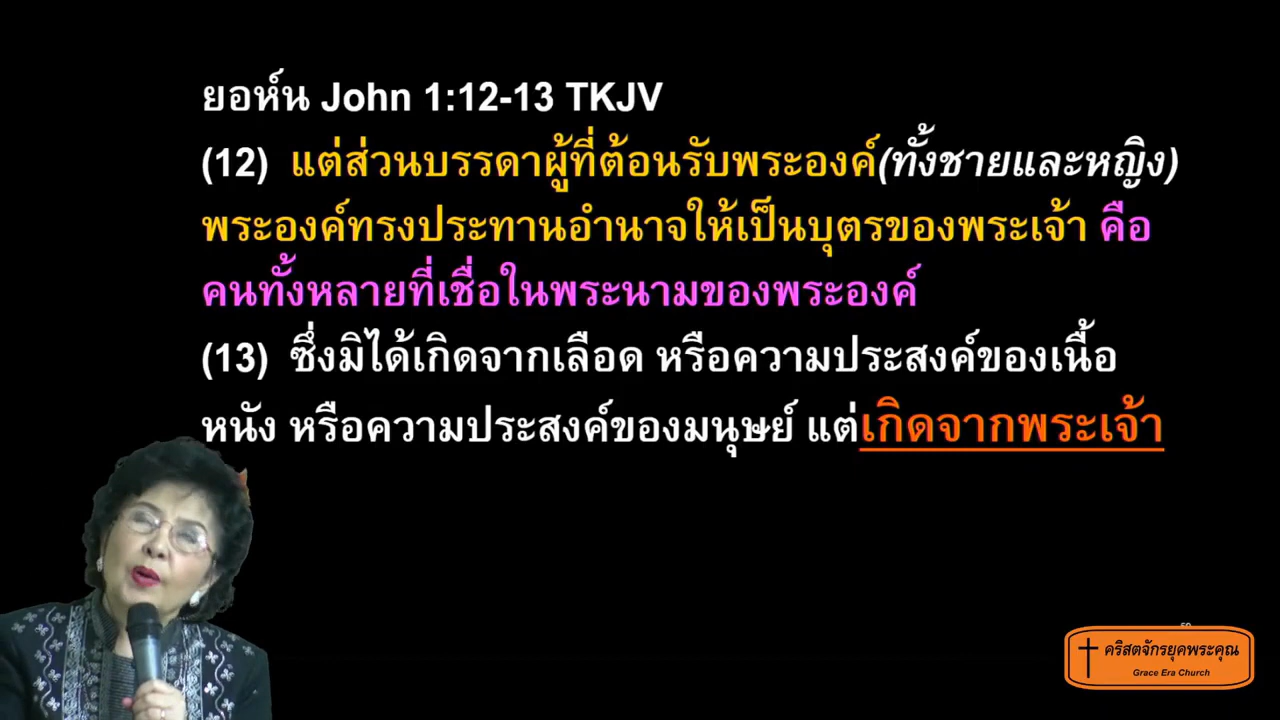 ยอห์น John 1:12-13 TKJV
(12) แต่ส่วนบรรดาผู้ที่ต้อนรับพระองค์(ทั้งชายและหญิง)
พระองค์ทรงประทานอำนาจให้เป็นบุตรของพระเจ้า คือ
คนทั้งหลายที่เชื่อในพระนามของพระองค์
(13) ซึ่งมิได้เกิดจากเลือด หรือความประสงค์ของเนื้อ
หนัง หรือความประสงค์ของมนุษย์ แต่เกิดจากพระเจ้า
คริสตจักรยุคพระคุณ
Grace Era Church